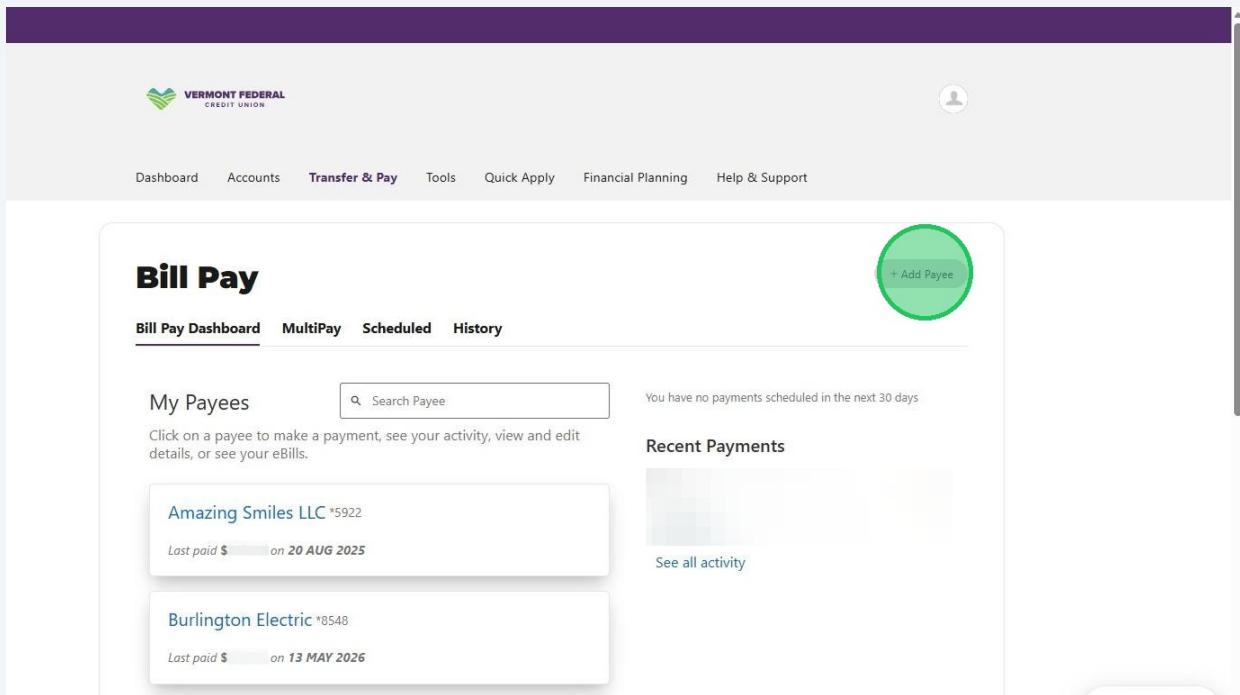 VERMONT FEDERAL
CREDIT UNION
Dashboard Accounts Transfer & Pay Tools Quick Apply Financial Planning Help & Support
Bill Pay
+ Add Payee
Bill Pay Dashboard MultiPay Scheduled History
My Payees
Search Payee
Click on a payee to make a payment, see your activity, view and edit
details, or see your eBills.
Amazing Smiles LLC *5922
Last paid $ on 20 AUG 2025
Burlington Electric *8548
Last paid $ on 13 MAY 2026
You have no payments scheduled in the next 30 days
Recent Payments
See all activity